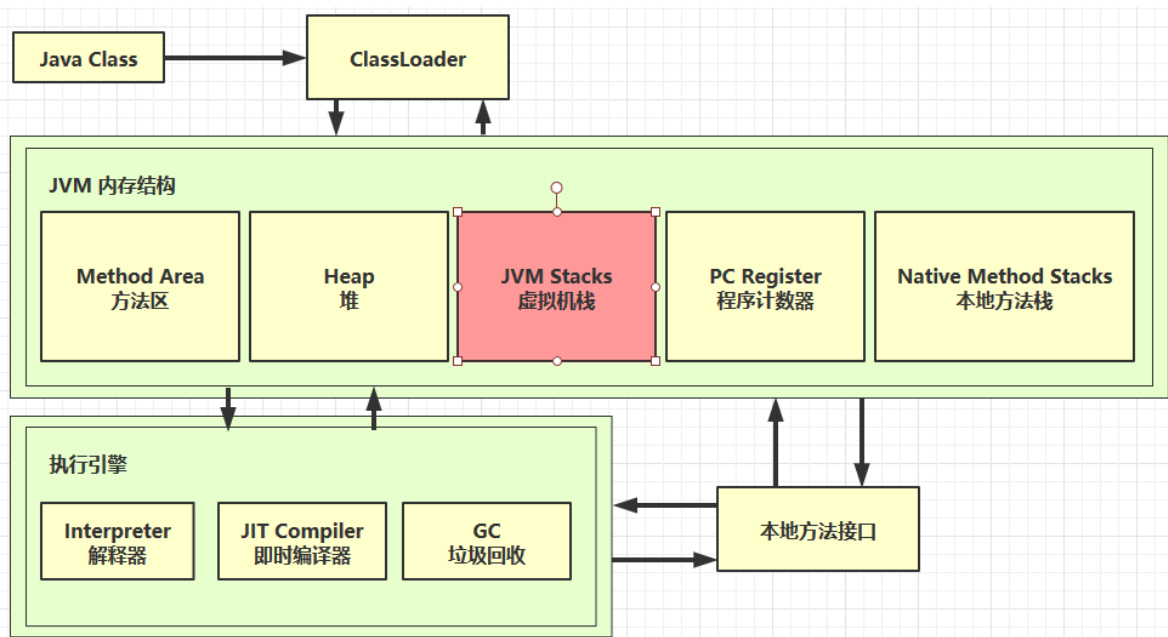 Java Class
ClassLoader
JVM 内存结构
Method Area
方法区
Heap
堆
JVM Stacks
虚拟机栈
PC Register
程序计数器
Native Method Stacks
本地方法栈
执行引擎
Interpreter
解释器
JIT Compiler
即时编译器
GC
垃圾回收
本地方法接口